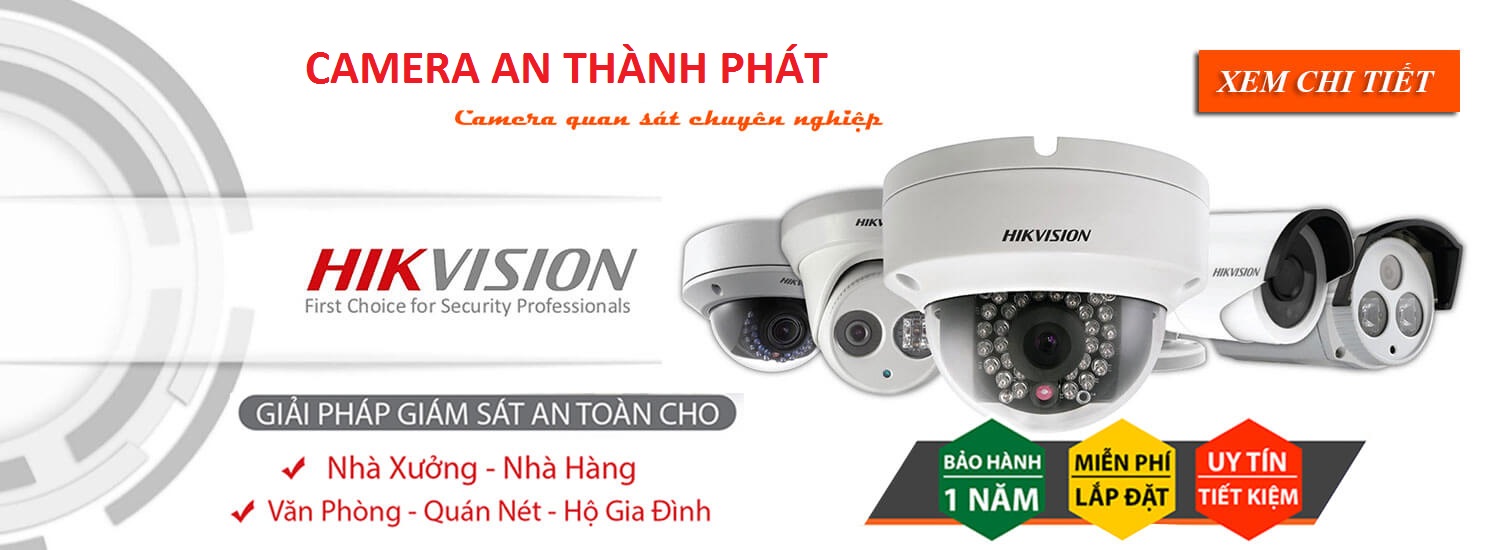 CAMERA AN THÀNH PHÁT
XEM CHI TIẾT
Camera quan sát chuyên nghiệp
HIKVISION
First Choice for Security Professionals
HIKV
HIKVISION
HIKVISION
HIKV
GIẢI PHÁP GIÁM SÁT AN TOÀN CHO
Nhà Xưởng - Nhà Hàng
Văn Phòng - Quán Nét - Hộ Gia Đình
BẢO HÀNH
1 NĂM
MIỄN PHÍ
LẮP ĐẶT
UY TÍN
TIẾT KIỆM